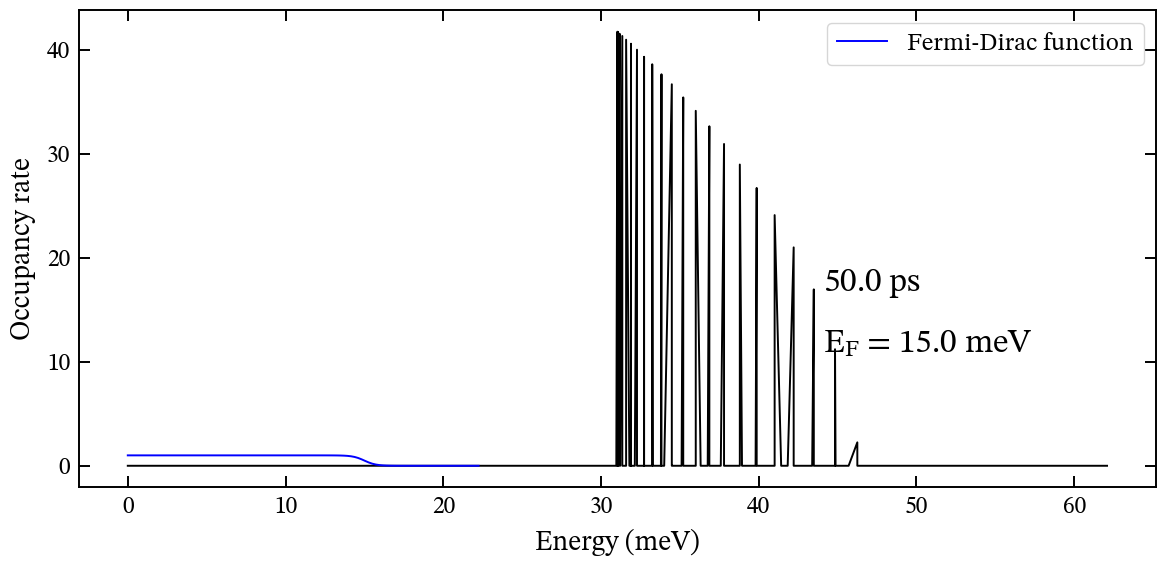 Fermi-Dirac function
40
30
20
10
0
Occupancy rate
50.0 ps
E_F = 15.0 meV
0 10 20 30 40 50 60
Energy (meV)